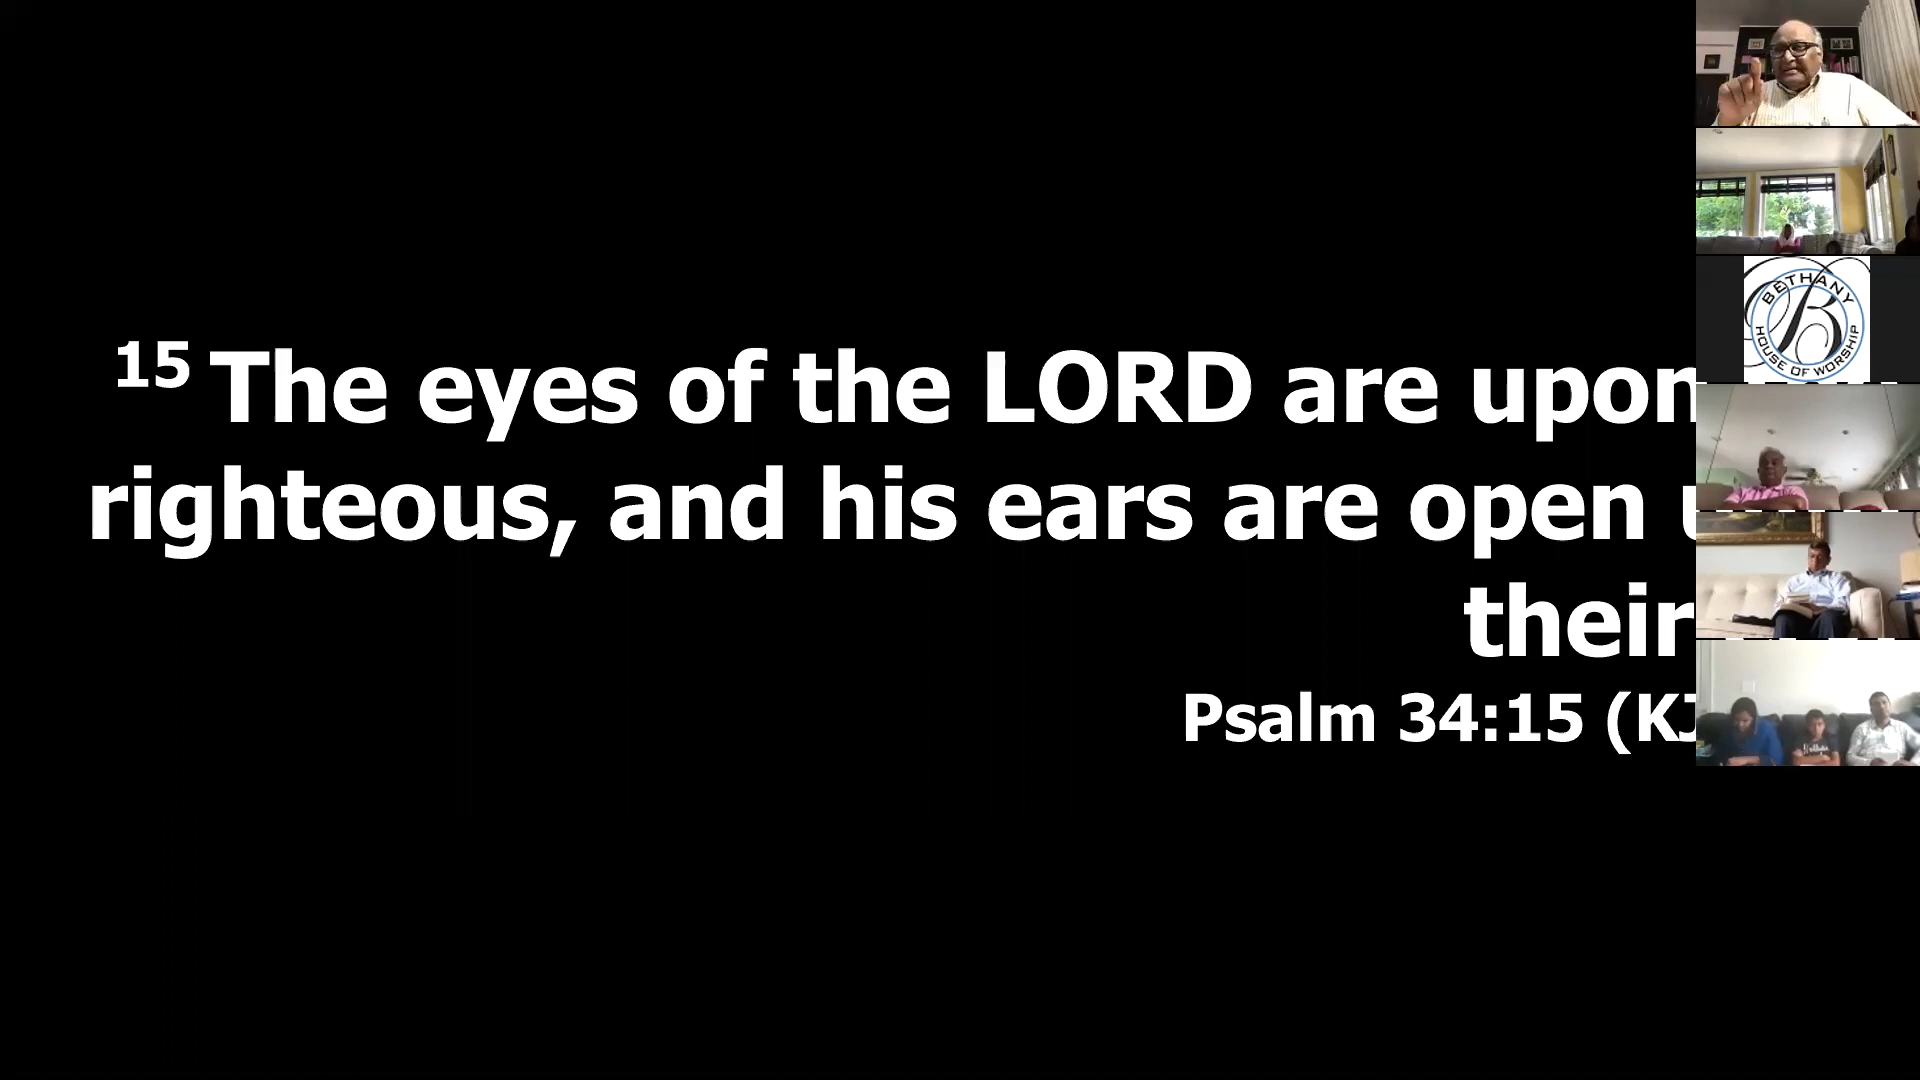 15 The eyes of the LORD are upon
righteous, and his ears are open
their
Psalm 34:15 (KJ
BETHANY
B
HOUSE OF WORSHIP